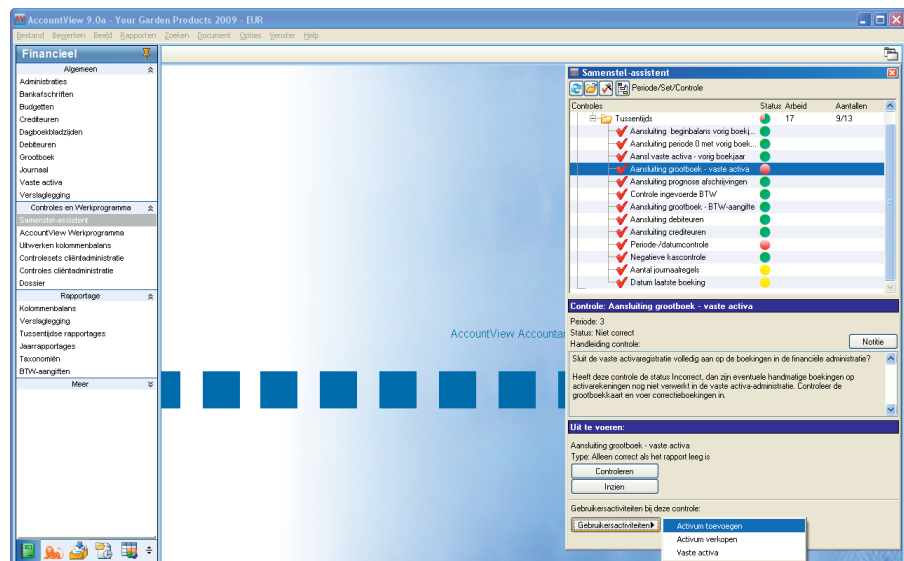 AccountView 9.0a - Your Garden Products 2009 - EUR
Bestand Bewerken Beeld Rapporten Zoeken Document Opties Venster Help
Financieel
Algemeen
Administraties
Bankafschriften
Budgetten
Crediteuren
Dagboekbladzijden
Debiteuren
Grootboek
Journaal
Vaste activa
Verslaglegging
Controles en Werkprogramma
Samenstel-assistent
AccountView Werkprogramma
Uitwerken kolommenbalans
Controlesets cliëntadministratie
Controles cliëntadministratie
Dossier
Rapportage
Kolommenbalans
Verslaglegging
Tussentijdse rapportages
Jaarrapportages
Taxonomiën
BTW-aangiften
Meer
AccountView Accountan
Samenstel-assistent
Periode/Set/Controle
Controles Status Arbeid Aantallen
Tussentijds 17 9/13
Aansluiting beginbalans vorig boekj...
Aansluiting periode 0 met vorig boek...
Aansl vaste activa - vorig boekjaar
Aansluiting grootboek - vaste activa
Aansluiting prognose afschrijvingen
Controle ingevoerde BTW
Aansluiting grootboek - BTW-aangifte
Aansluiting debiteuren
Aansluiting crediteuren
Periode-/datumcontrole
Negatieve kascontrole
Aantal journaalregels
Datum laatste boeking
Controle: Aansluiting grootboek - vaste activa
Periode: 3
Status: Niet correct
Handleiding controle:
Notitie
Sluit de vaste activaregistratie volledig aan op de boekingen in de financiële administratie?
Heeft deze controle de status Incorrect, dan zijn eventuele handmatige boekingen op
activarekeningen nog niet verwerkt in de vaste activa-administratie. Controleer de
grootboekkaart en voer correctieboekingen in.
Uit te voeren:
Aansluiting grootboek - vaste activa
Type: Alleen correct als het rapport leeg is
Controleren
Inzien
Gebruikersactiviteiten bij deze controle:
Gebruikersactiviteiten
Activum toevoegen
Activum verkopen
Vaste activa